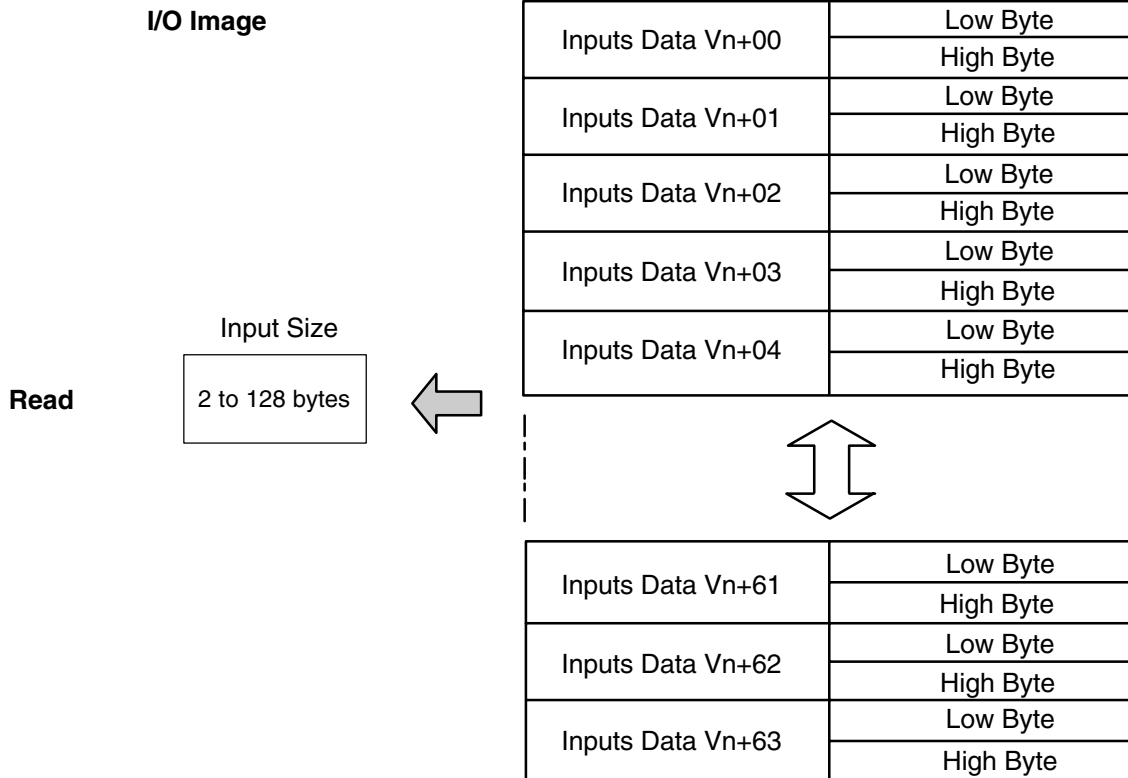 I/O Image
Inputs Data Vn+00
Low Byte
High Byte
Inputs Data Vn+01
Low Byte
High Byte
Inputs Data Vn+02
Low Byte
High Byte
Inputs Data Vn+03
Low Byte
High Byte
Inputs Data Vn+04
Low Byte
High Byte
Input Size
Read
2 to 128 bytes
Inputs Data Vn+61
Low Byte
High Byte
Inputs Data Vn+62
Low Byte
High Byte
Inputs Data Vn+63
Low Byte
High Byte